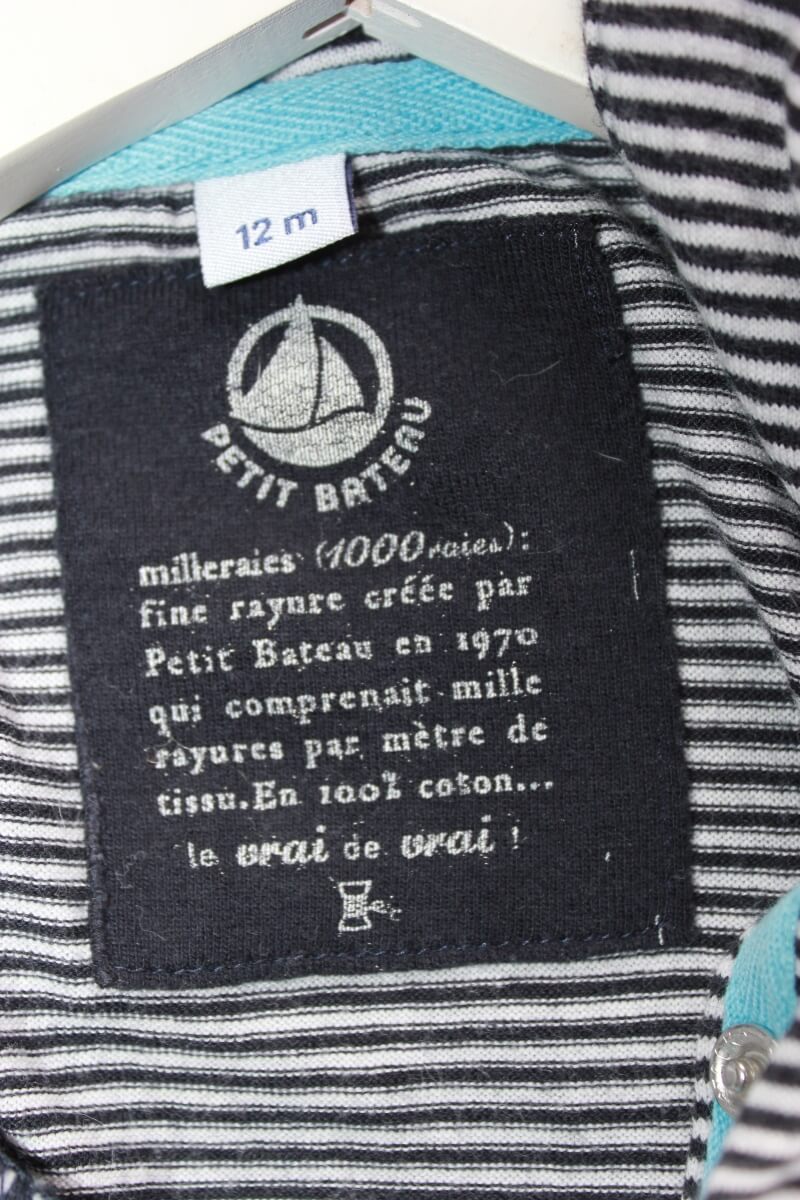 12 m
PETIT BATEAU
milleraies (1000 raies):
fine rayure créée par
Petit Bateau en 1970
qui comprenait mille
rayures par mètre de
tissu. En 100% coton...
le vrai de vrai !